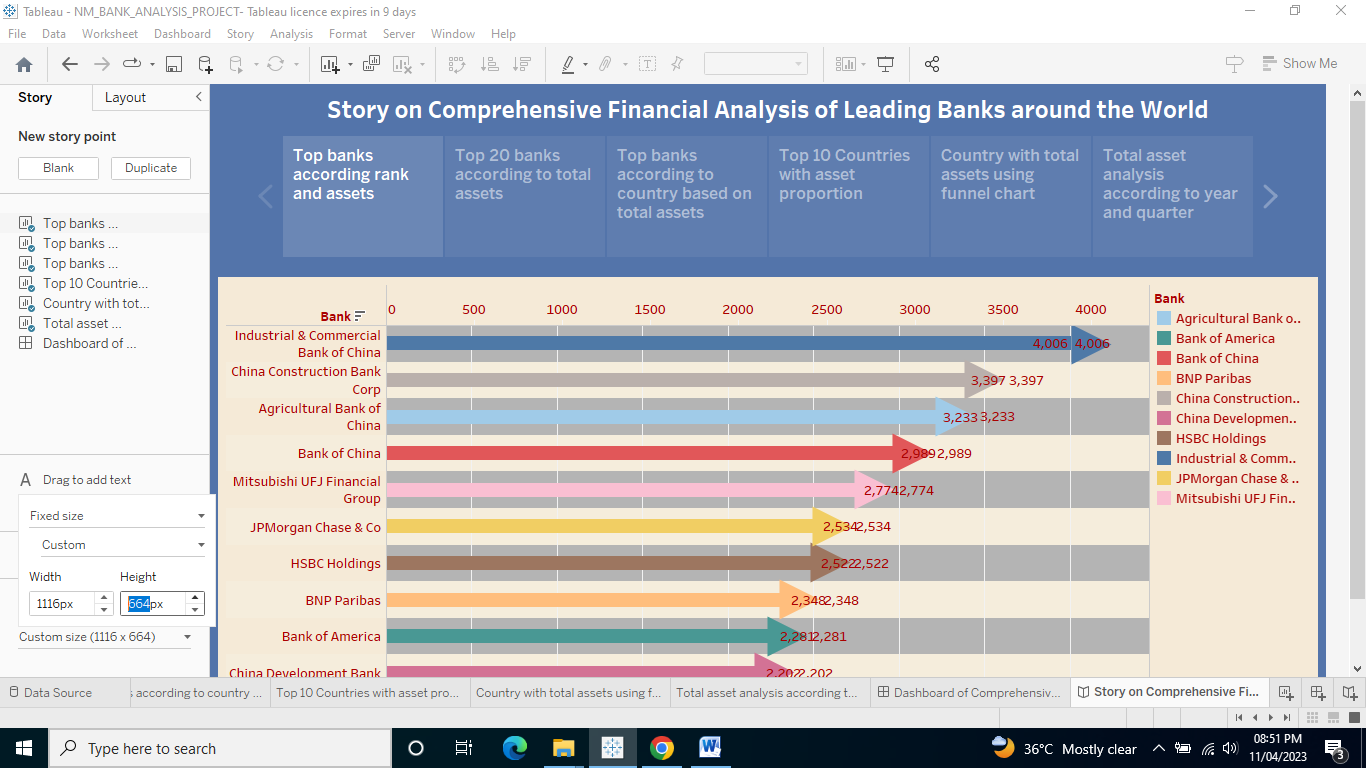 Tableau - NM_BANK_ANALYSIS_PROJECT- Tableau licence expires in 9 days
File Data Worksheet Dashboard Story Analysis Format Server Window Help
Show Me
Story Layout
New story point
Blank Duplicate
Top banks ...
Top banks ...
Top banks ...
Top 10 Countrie...
Country with tot...
Total asset ...
Dashboard of ...
A Drag to add text
Fixed size
Custom
Width Height
1116px 664px
Custom size (1116 x 664)
Story on Comprehensive Financial Analysis of Leading Banks around the World
Top banks
according rank
and assets
Top 20 banks
according to total
assets
Top banks
according to
country based on
total assets
Top 10 Countries
with asset
proportion
Country with total
assets using
funnel chart
Total asset
analysis
according to year
and quarter
Bank
0 500 1000 1500 2000 2500 3000 3500 4000
Industrial & Commercial
Bank of China
4,006 4,006
China Construction Bank
Corp
3,397 3,397
Agricultural Bank of
China
3,233 3,233
Bank of China
2,989 2,989
Mitsubishi UFJ Financial
Group
2,774 2,774
JPMorgan Chase & Co
2,534 2,534
HSBC Holdings
2,522 2,522
BNP Paribas
2,348 2,348
Bank of America
2,281 2,281
China Development Bank
2,202 2,202
Bank
Agricultural Bank o..
Bank of America
Bank of China
BNP Paribas
China Construction..
China Developmen..
HSBC Holdings
Industrial & Comm..
JPMorgan Chase & ..
Mitsubishi UFJ Fin..
Data Source
s according to country ...
Top 10 Countries with asset pro...
Country with total assets using f...
Total asset analysis according t...
Dashboard of Comprehensiv...
Story on Comprehensive Fi...
Type here to search
36°C Mostly clear
08:51 PM
11/04/2023
3